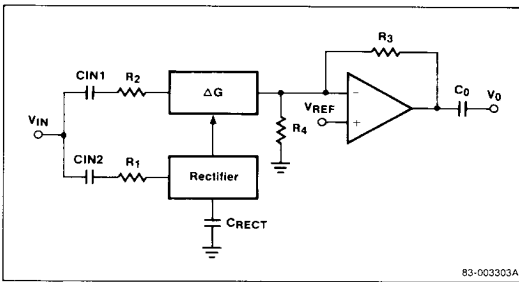 R3
CIN1
R2
ΔG
C0
V0
VIN
VREF
R4
CIN2
R1
Rectifier
CRECT
83-003303A